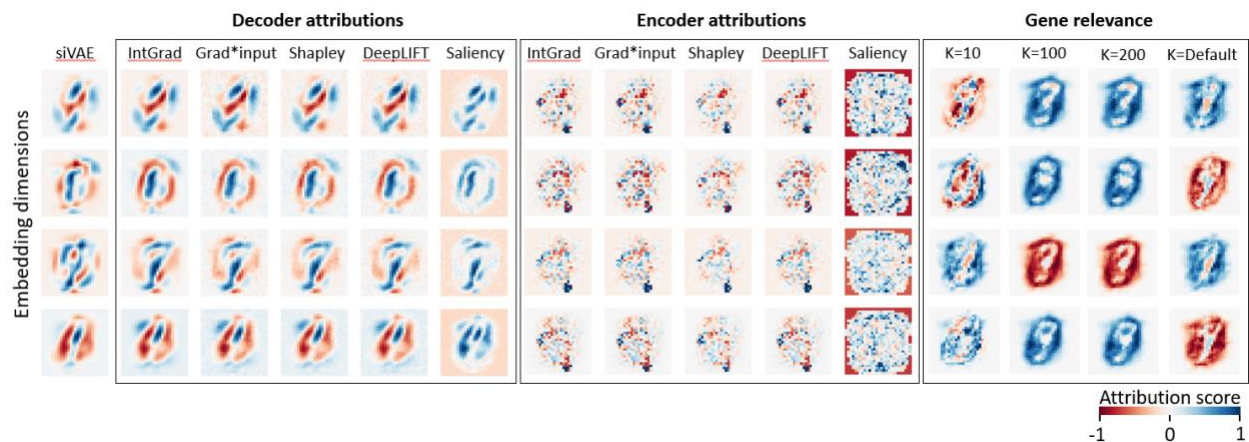 Decoder attributions Encoder attributions Gene relevance
siVAE IntGrad Grad*input Shapley DeepLIFT Saliency IntGrad Grad*input Shapley DeepLIFT Saliency K=10 K=100 K=200 K=Default
Embedding dimensions
Attribution score
-1 0 1